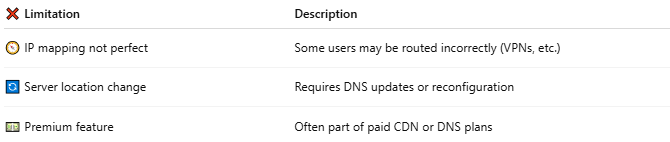 ❌ Limitation Description
🧭 IP mapping not perfect Some users may be routed incorrectly (VPNs, etc.)
🔄 Server location change Requires DNS updates or reconfiguration
💵 Premium feature Often part of paid CDN or DNS plans